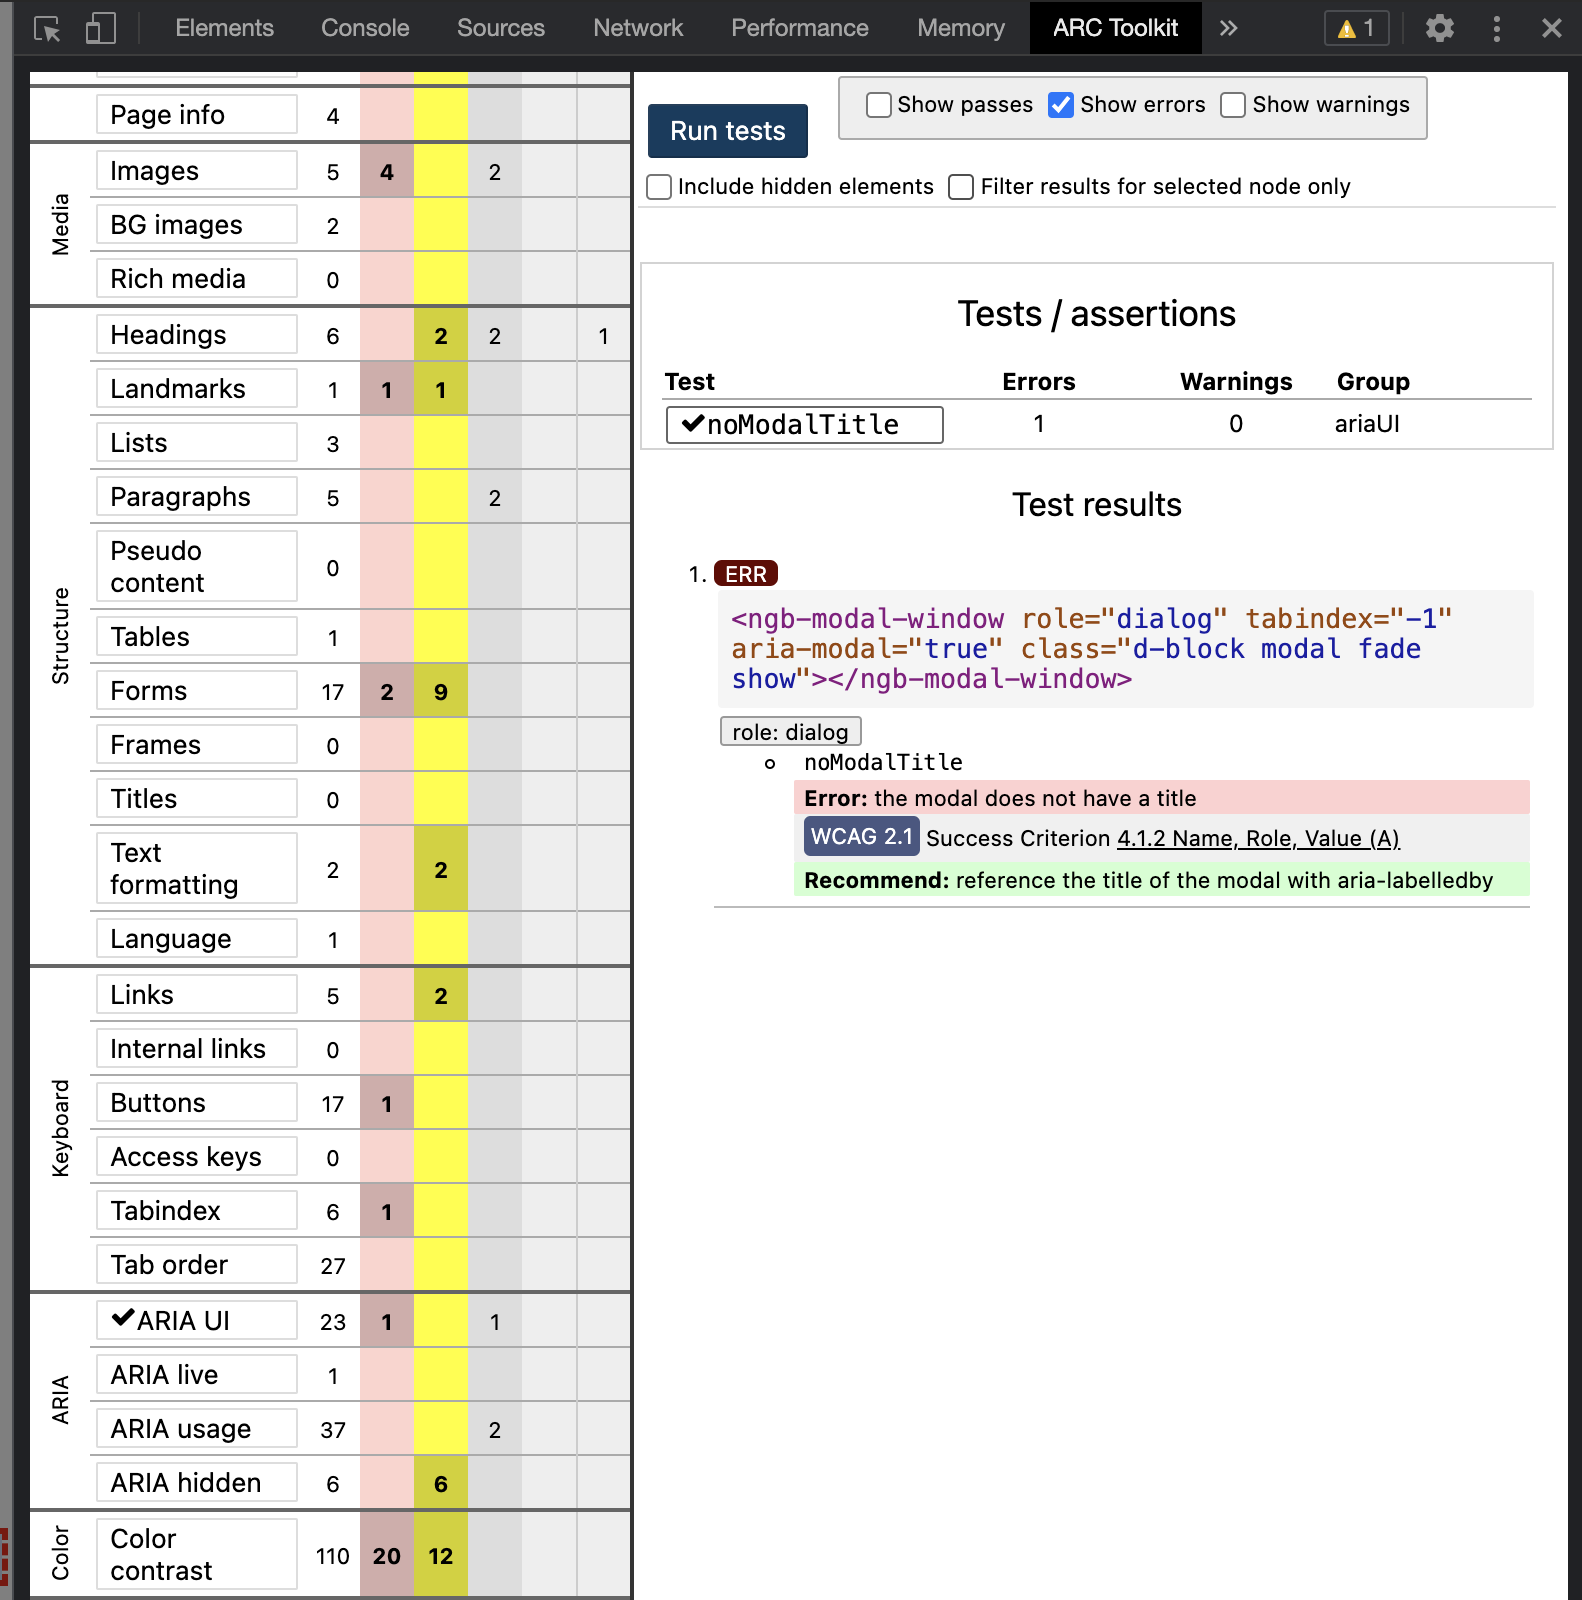 Elements Console Sources Network Performance Memory ARC Toolkit » 1
Page info 4
Media
Images 5 4 2
BG images 2
Rich media 0
Structure
Headings 6 2 2 1
Landmarks 1 1 1
Lists 3
Paragraphs 5 2
Pseudo
content 0
Tables 1
Forms 17 2 9
Frames 0
Titles 0
Text
formatting 2 2
Language 1
Keyboard
Links 5 2
Internal links 0
Buttons 17 1
Access keys 0
Tabindex 6 1
Tab order 27
ARIA
✔ARIA UI 23 1 1
ARIA live 1
ARIA usage 37 2
ARIA hidden 6 6
Color
Color
contrast 110 20 12
Run tests
Show passes Show errors Show warnings
Include hidden elements Filter results for selected node only
Tests / assertions
Test Errors Warnings Group
✔noModalTitle 1 0 ariaUI
Test results
1. ERR
<ngb-modal-window role="dialog" tabindex="-1"
aria-modal="true" class="d-block modal fade
show"></ngb-modal-window>
role: dialog
noModalTitle
Error: the modal does not have a title
WCAG 2.1 Success Criterion 4.1.2 Name, Role, Value (A)
Recommend: reference the title of the modal with aria-labelledby